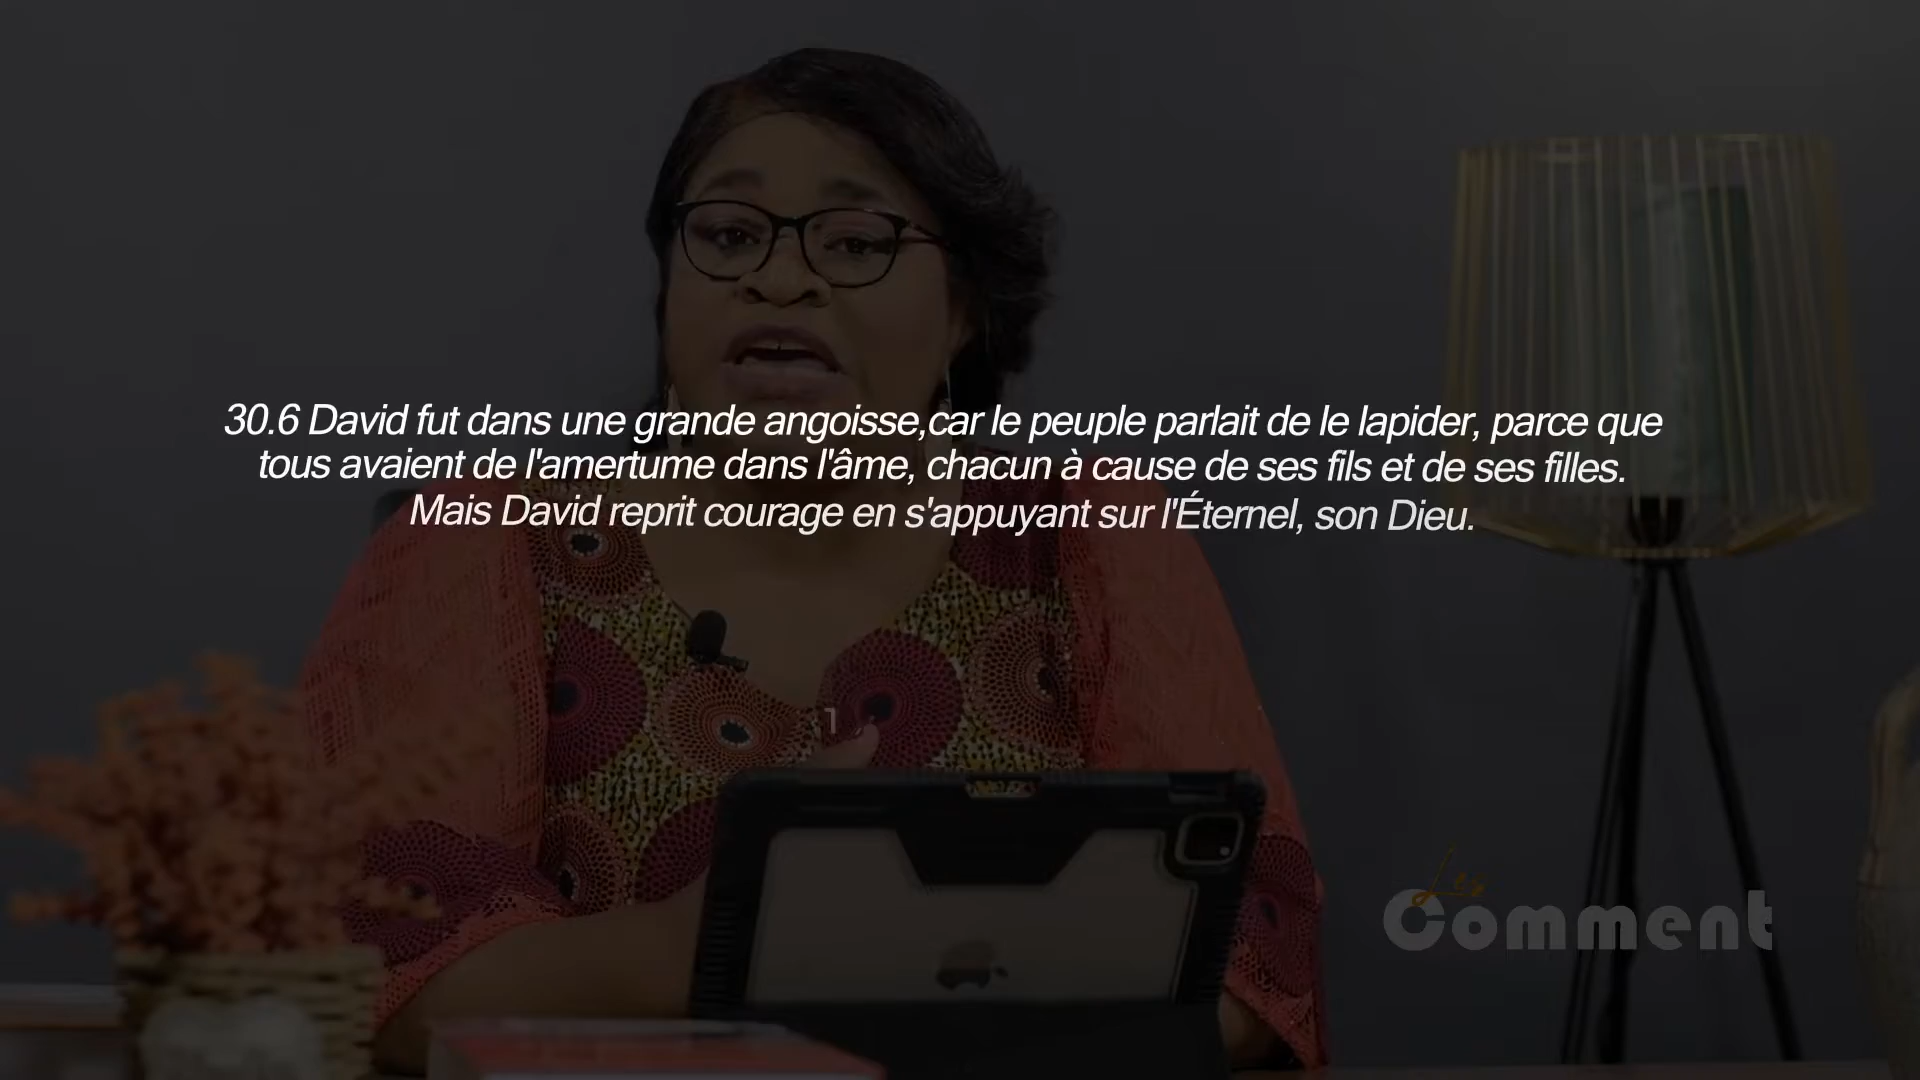 30.6 David fut dans une grande angoisse,car le peuple parlait de le lapider, parce que
tous avaient de l'amertume dans l'âme, chacun à cause de ses fils et de ses filles.
Mais David reprit courage en s'appuyant sur l'Éternel, son Dieu.
Les
Comment